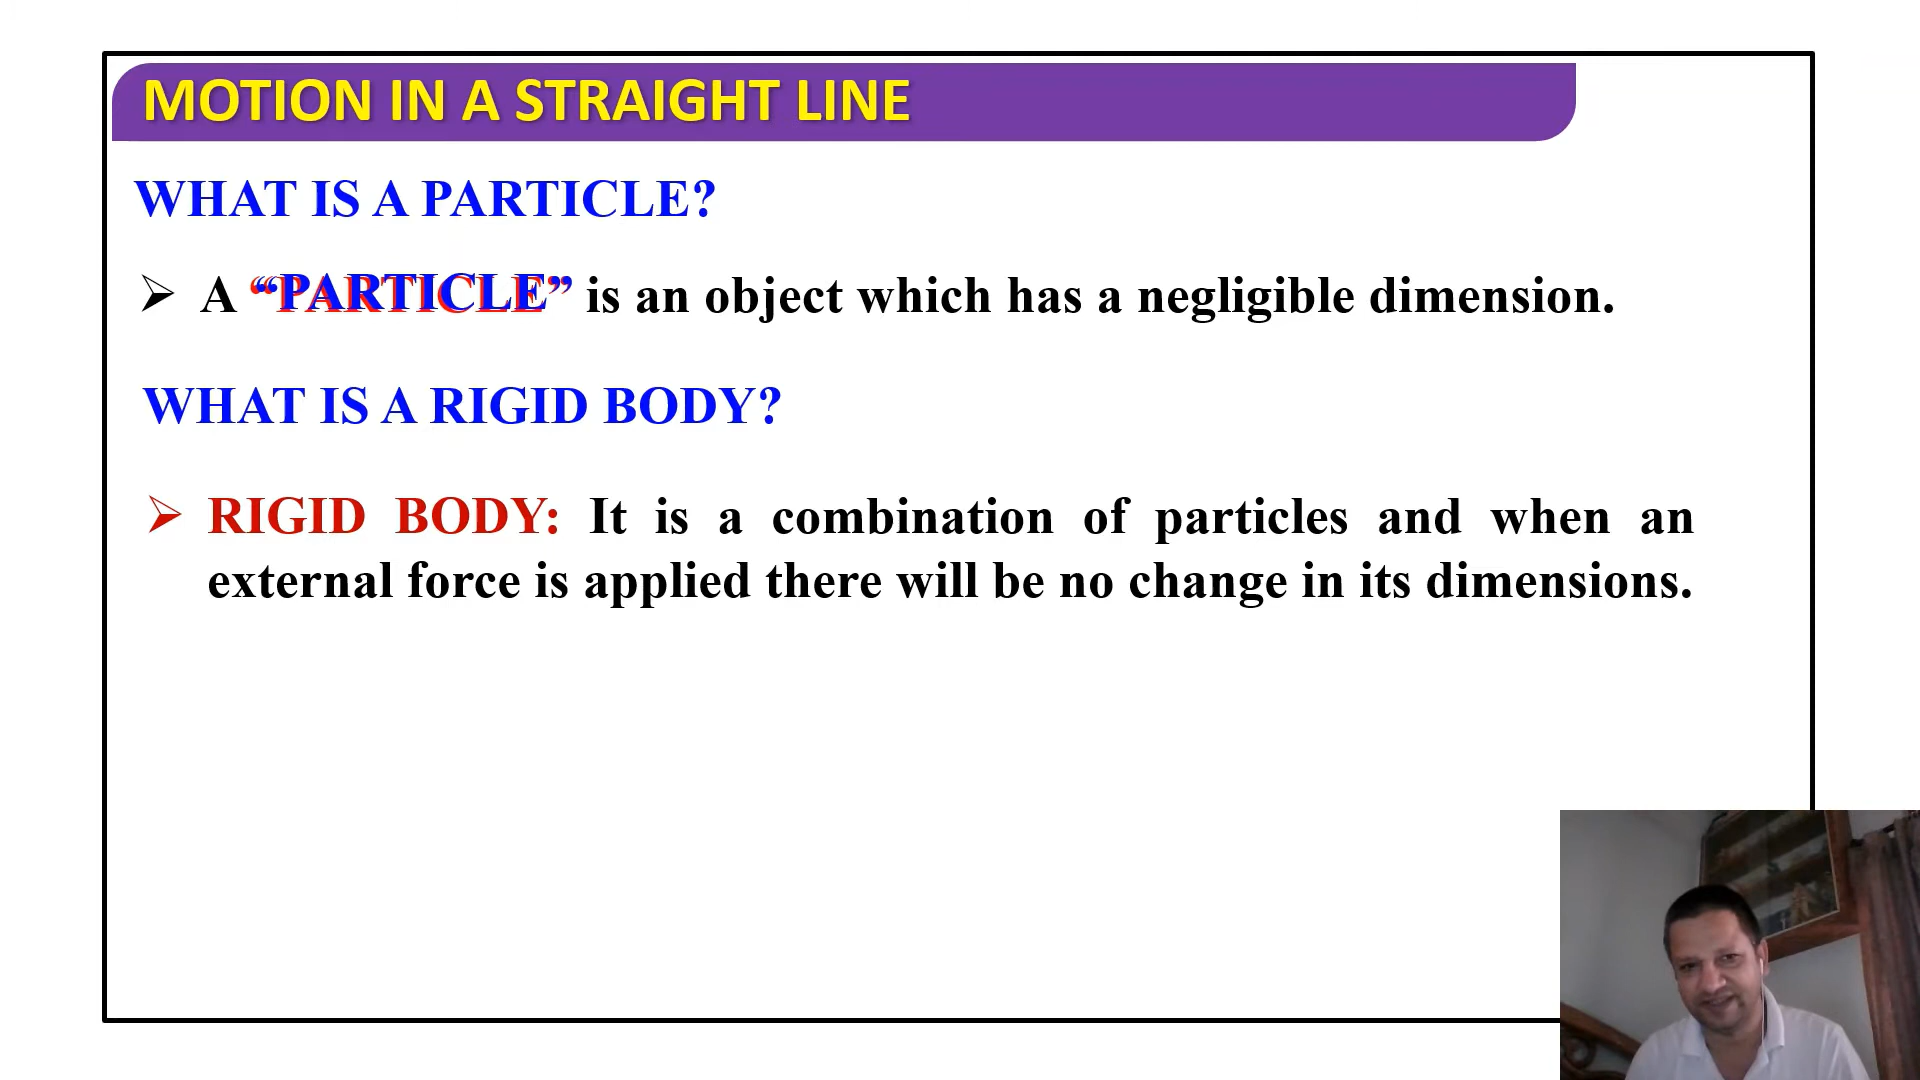 MOTION IN A STRAIGHT LINE
WHAT IS A PARTICLE?
A “PARTICLE” is an object which has a negligible dimension.
WHAT IS A RIGID BODY?
RIGID BODY: It is a combination of particles and when an
external force is applied there will be no change in its dimensions.